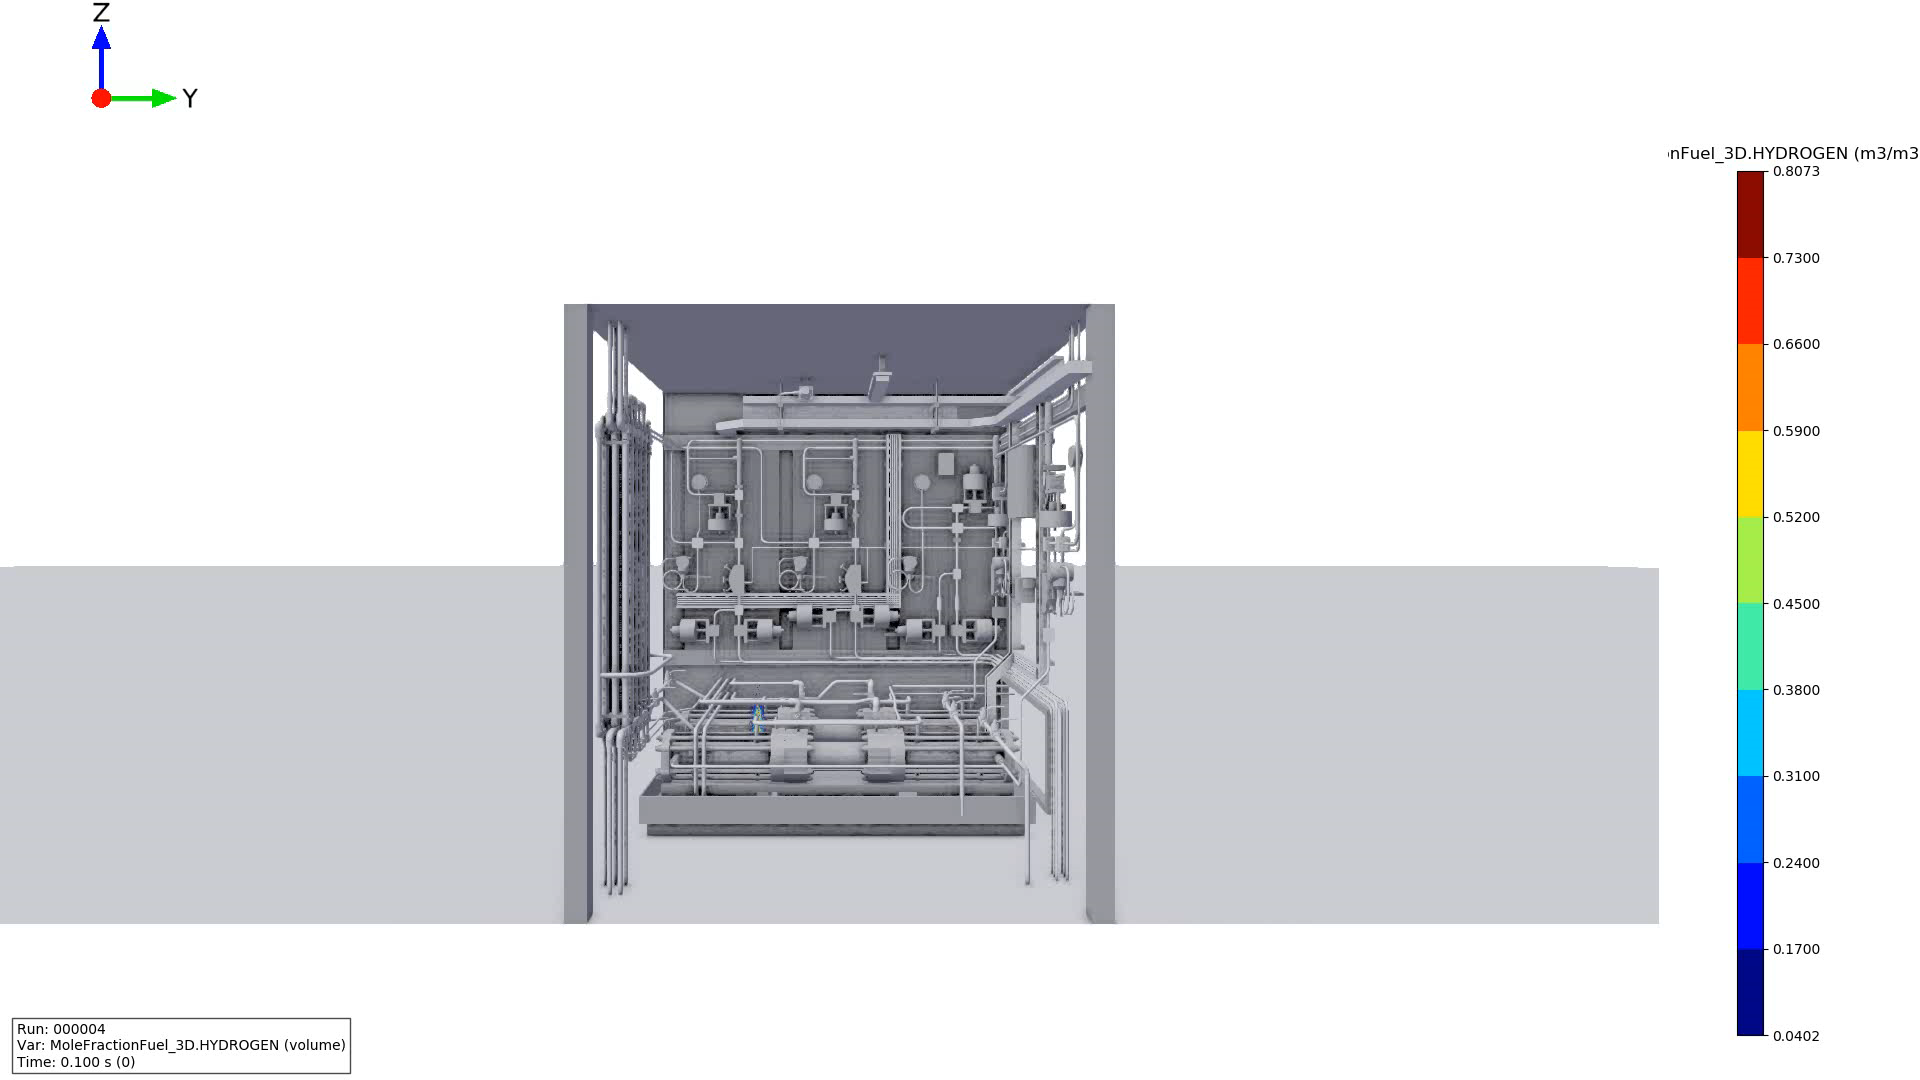 Z
Y
nFuel_3D.HYDROGEN (m3/m3
0.8073
0.7300
0.6600
0.5900
0.5200
0.4500
0.3800
0.3100
0.2400
0.1700
0.0402
Run: 000004
Var: MoleFractionFuel_3D.HYDROGEN (volume)
Time: 0.100 s (0)